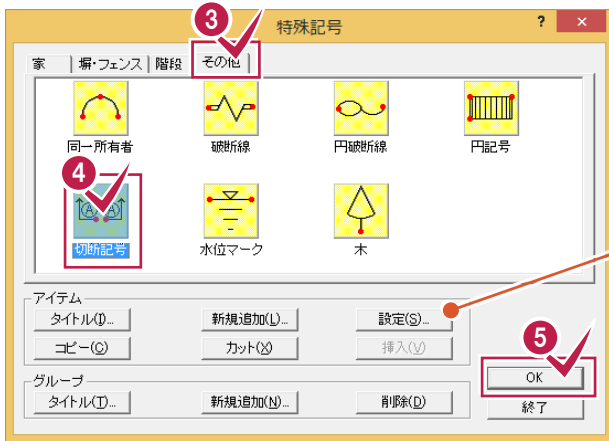 3
特殊記号
?
×
家 塀・フェンス 階段 その他
同一所有者 破断線 円破断線 円記号
4
A A
切断記号 水位マーク 木
アイテム
タイトル(I)... 新規追加(L)... 設定(S)...
コピー(C) カット(X) 挿入(V)
5
OK
グループ
タイトル(T)... 新規追加(N)... 削除(D)
終了